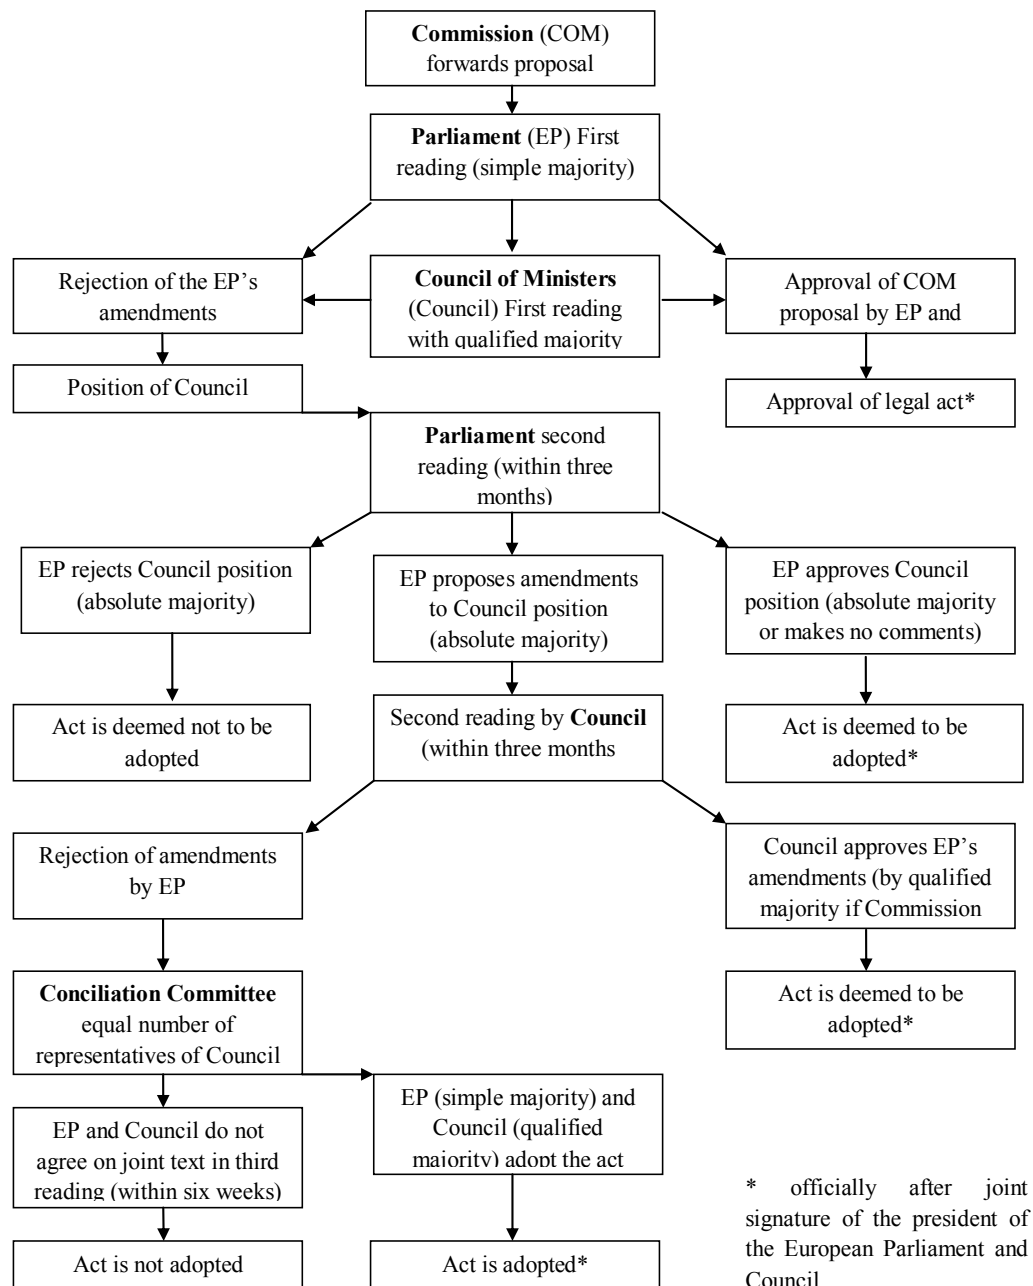 Commission (COM)
forwards proposal
Parliament (EP) First
reading (simple majority)
Rejection of the EP’s
amendments
Council of Ministers
(Council) First reading
with qualified majority
Approval of COM
proposal by EP and
Position of Council
Approval of legal act*
Parliament second
reading (within three
months)
EP rejects Council position
(absolute majority)
EP proposes amendments
to Council position
(absolute majority)
EP approves Council
position (absolute majority
or makes no comments)
Act is deemed not to be
adopted
Second reading by Council
(within three months
Act is deemed to be
adopted*
Rejection of amendments
by EP
Council approves EP’s
amendments (by qualified
majority if Commission
Conciliation Committee
equal number of
representatives of Council
Act is deemed to be
adopted*
EP and Council do not
agree on joint text in third
reading (within six weeks)
EP (simple majority) and
Council (qualified
majority) adopt the act
Act is not adopted
Act is adopted*
* officially after joint
signature of the president of
the European Parliament and
Council